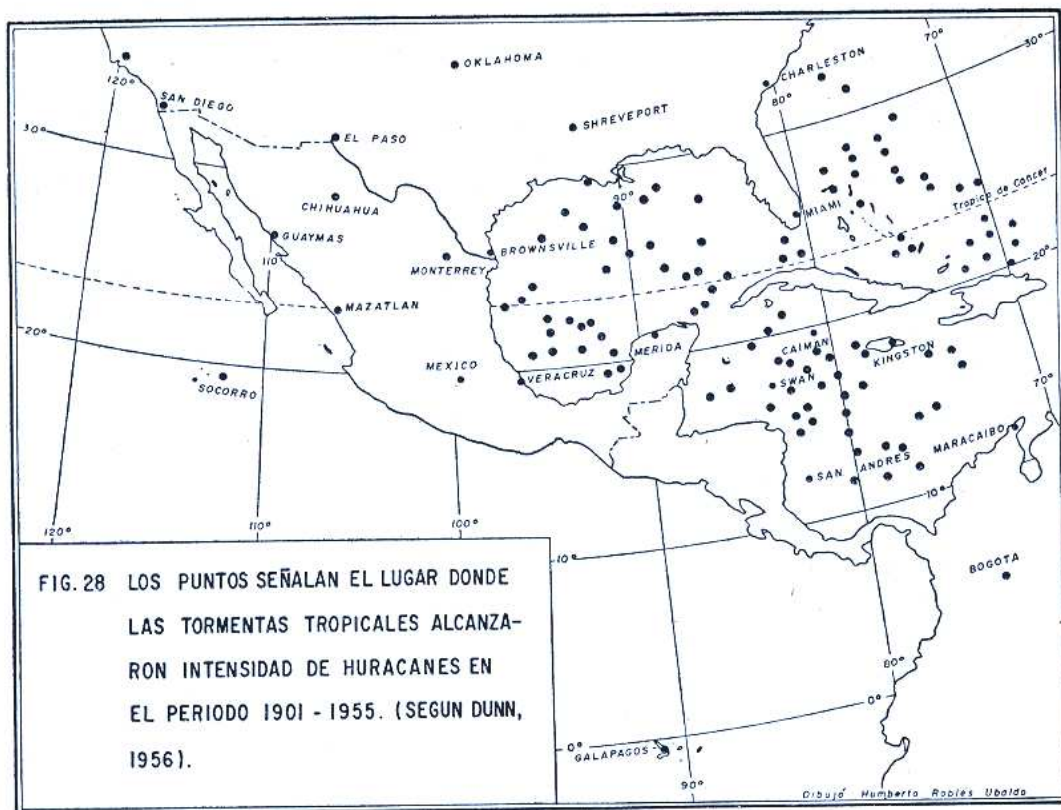 70°
30°
120°
OKLAHOMA
CHARLESTON
80°
SAN DIEGO
SHREVEPORT
30°
EL PASO
90°
Tropico de Cancer
CHIHUAHUA
MIAMI
GUAYMAS
BROWNSVILLE
110°
MONTERREY
20°
MAZATLAN
20°
MERIDA
CAIMAN
KINGSTON
MEXICO
VERACRUZ
SWAN
SOCORRO
70°
MARACAIBO
SAN ANDRES
10°
120°
110°
100°
10°
BOGOTA
FIG. 28 LOS PUNTOS SEÑALAN EL LUGAR DONDE
LAS TORMENTAS TROPICALES ALCANZA-
RON INTENSIDAD DE HURACANES EN
EL PERIODO 1901 - 1955. (SEGUN DUNN,
1956).
80°
0°
0°
GALAPAGOS
90°
Dibujó Humberto Robles Ubaldo